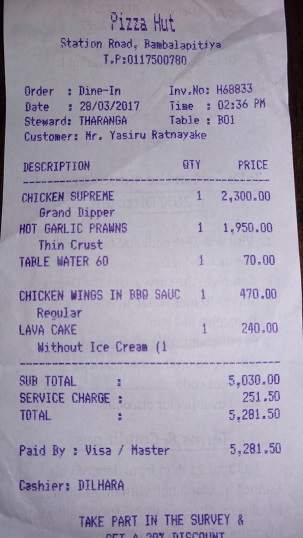 Pizza Hut
Station Road, Bambalapitiya
T.P:0117500780
Order : Dine-In Inv.No: H68833
Date : 28/03/2017 Time : 02:36 PM
Steward: THARANGA Table : B01
Customer: Mr. Yasiru Ratnayake
DESCRIPTION QTY PRICE
CHICKEN SUPREME 1 2,300.00
Grand Dipper
HOT GARLIC PRAWNS 1 1,950.00
Thin Crust
TABLE WATER 60 1 70.00
CHICKEN WINGS IN BBQ SAUC 1 470.00
Regular
LAVA CAKE 1 240.00
Without Ice Cream (1
SUB TOTAL : 5,030.00
SERVICE CHARGE : 251.50
TOTAL : 5,281.50
Paid By : Visa / Master 5,281.50
Cashier: DILHARA
TAKE PART IN THE SURVEY &
GET A 20% DISCOUNT